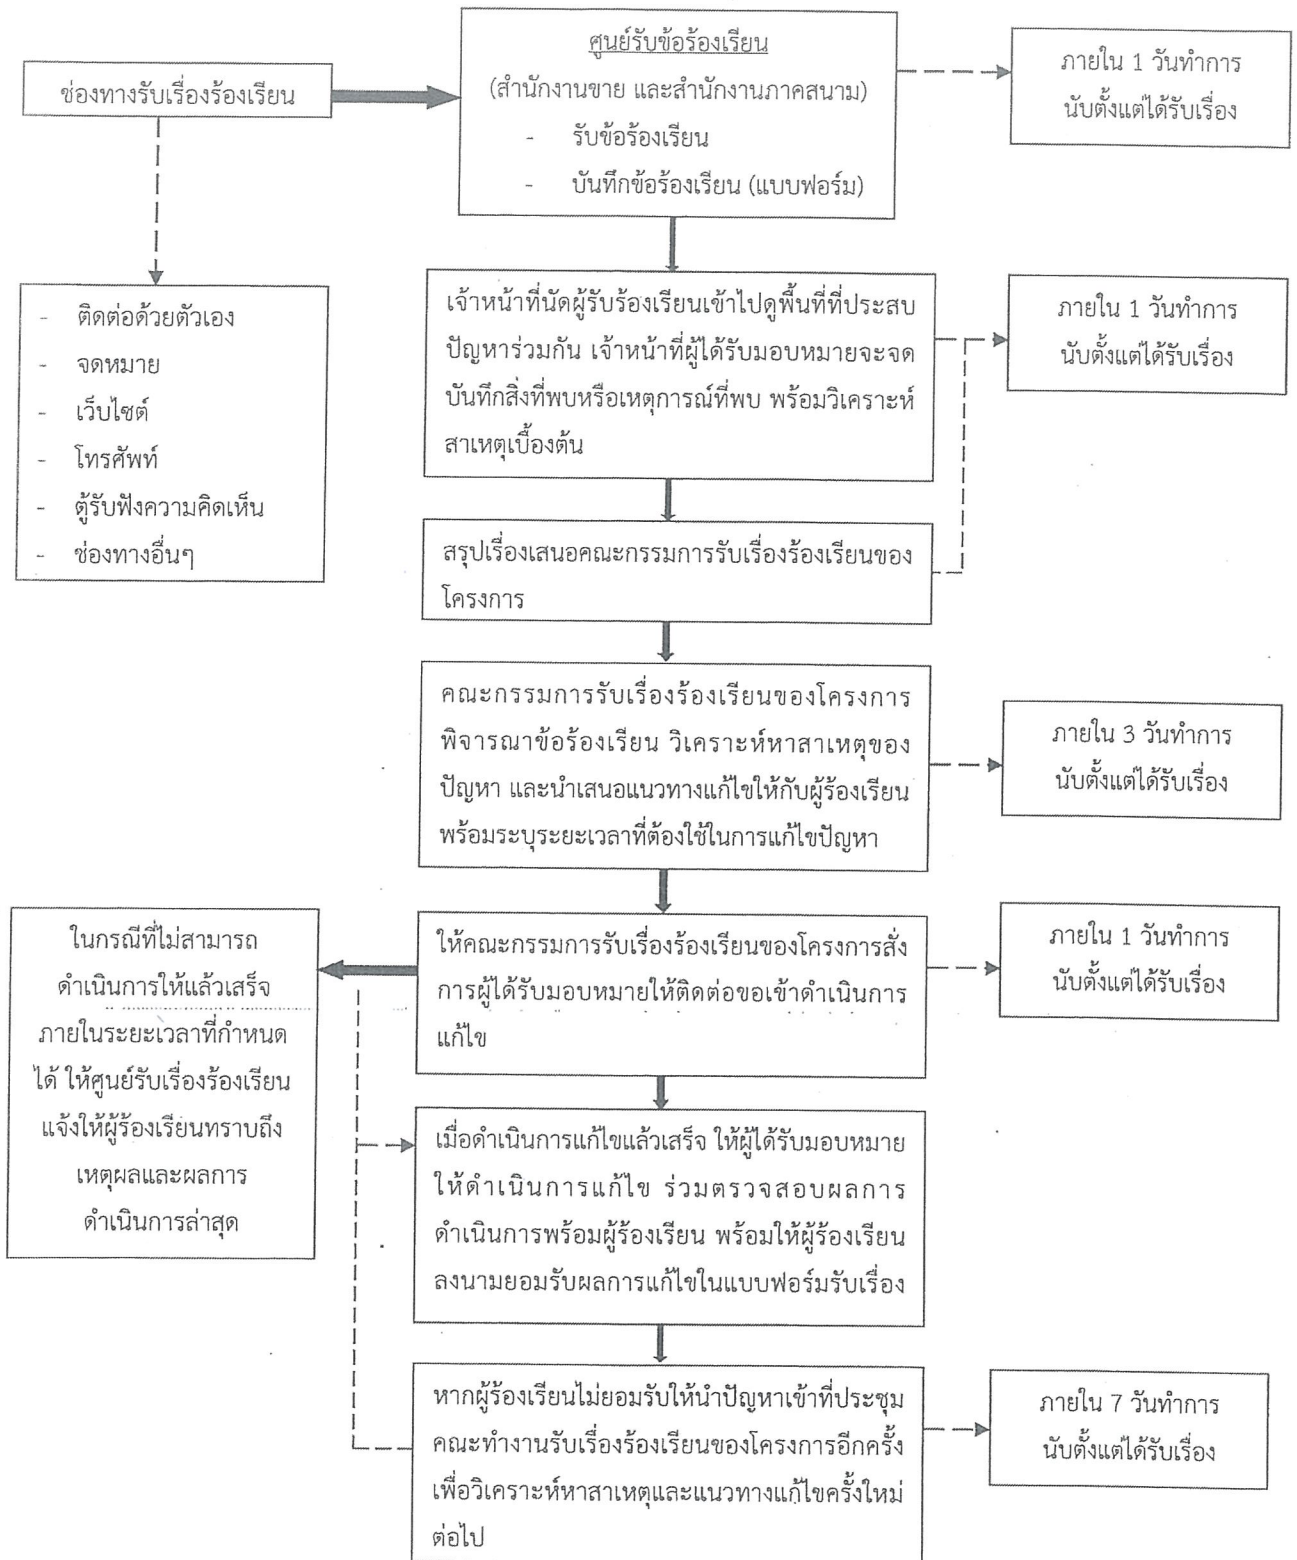 ช่องทางรับเรื่องร้องเรียน
ศูนย์รับข้อร้องเรียน
(สำนักงานขาย และสำนักงานภาคสนาม)
- รับข้อร้องเรียน
- บันทึกข้อร้องเรียน (แบบฟอร์ม)
ภายใน 1 วันทำการ
นับตั้งแต่ได้รับเรื่อง
- ติดต่อด้วยตัวเอง
- จดหมาย
- เว็บไซต์
- โทรศัพท์
- ตู้รับฟังความคิดเห็น
- ช่องทางอื่นๆ
เจ้าหน้าที่นัดผู้รับร้องเรียนเข้าไปดูพื้นที่ที่ประสบ
ปัญหาร่วมกัน เจ้าหน้าที่ผู้ได้รับมอบหมายจะจด
บันทึกสิ่งที่พบหรือเหตุการณ์ที่พบ พร้อมวิเคราะห์
สาเหตุเบื้องต้น
ภายใน 1 วันทำการ
นับตั้งแต่ได้รับเรื่อง
สรุปเรื่องเสนอคณะกรรมการรับเรื่องร้องเรียนของ
โครงการ
คณะกรรมการรับเรื่องร้องเรียนของโครงการ
พิจารณาข้อร้องเรียน วิเคราะห์หาสาเหตุของ
ปัญหา และนำเสนอแนวทางแก้ไขให้กับผู้ร้องเรียน
พร้อมระบุระยะเวลาที่ต้องใช้ในการแก้ไขปัญหา
ภายใน 3 วันทำการ
นับตั้งแต่ได้รับเรื่อง
ให้คณะกรรมการรับเรื่องร้องเรียนของโครงการสั่ง
การผู้ได้รับมอบหมายให้ติดต่อขอเข้าดำเนินการ
แก้ไข
ภายใน 1 วันทำการ
นับตั้งแต่ได้รับเรื่อง
ในกรณีที่ไม่สามารถ
ดำเนินการให้แล้วเสร็จ
ภายในระยะเวลาที่กำหนด
ได้ ให้ศูนย์รับเรื่องร้องเรียน
แจ้งให้ผู้ร้องเรียนทราบถึง
เหตุผลและผลการ
ดำเนินการล่าสุด
เมื่อดำเนินการแก้ไขแล้วเสร็จ ให้ผู้ได้รับมอบหมาย
ให้ดำเนินการแก้ไข ร่วมตรวจสอบผลการ
ดำเนินการพร้อมผู้ร้องเรียน พร้อมให้ผู้ร้องเรียน
ลงนามยอมรับผลการแก้ไขในแบบฟอร์มรับเรื่อง
หากผู้ร้องเรียนไม่ยอมรับให้นำปัญหาเข้าที่ประชุม
คณะทำงานรับเรื่องร้องเรียนของโครงการอีกครั้ง
เพื่อวิเคราะห์หาสาเหตุและแนวทางแก้ไขครั้งใหม่
ต่อไป
ภายใน 7 วันทำการ
นับตั้งแต่ได้รับเรื่อง